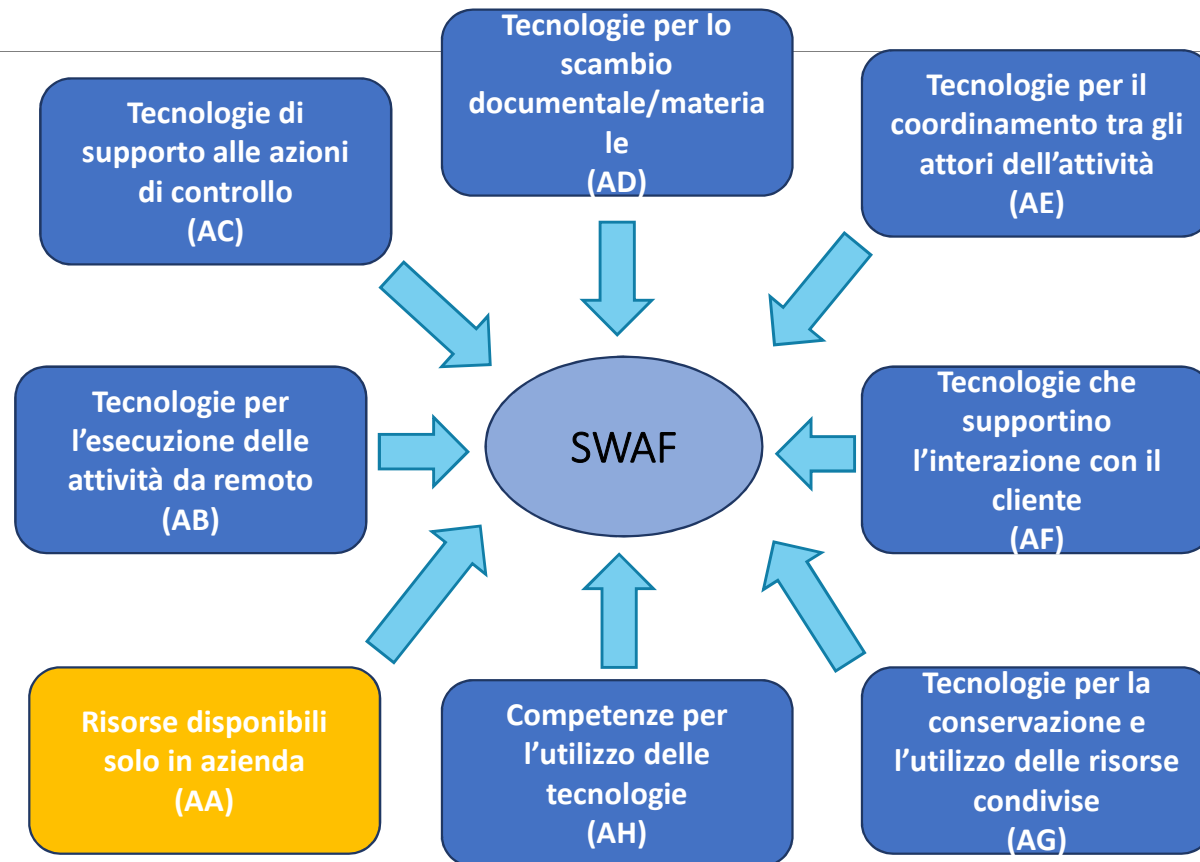 Tecnologie per lo
scambio
documentale/materia
le
(AD)
Tecnologie di
supporto alle azioni
di controllo
(AC)
Tecnologie per il
coordinamento tra gli
attori dell’attività
(AE)
Tecnologie per
l’esecuzione delle
attività da remoto
(AB)
SWAF
Tecnologie che
supportino
l’interazione con il
cliente
(AF)
Risorse disponibili
solo in azienda
(AA)
Competenze per
l’utilizzo delle
tecnologie
(AH)
Tecnologie per la
conservazione e
l’utilizzo delle risorse
condivise
(AG)